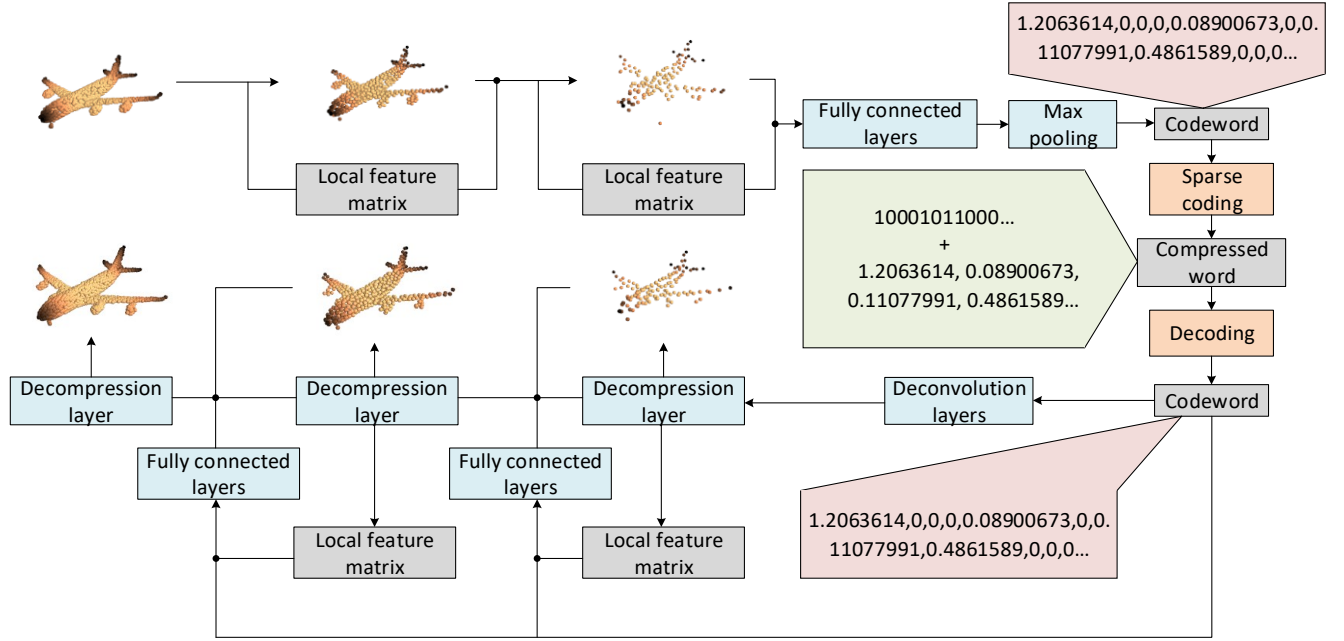 1.2063614,0,0,0,0.08900673,0,0.
11077991,0.4861589,0,0,0...
Fully connected
layers
Max
pooling
Codeword
Local feature
matrix
Local feature
matrix
Sparse
coding
10001011000...
+
1.2063614, 0.08900673,
0.11077991, 0.4861589...
Compressed
word
Decoding
Decompression
layer
Decompression
layer
Decompression
layer
Deconvolution
layers
Codeword
Fully connected
layers
Fully connected
layers
1.2063614,0,0,0,0.08900673,0,0.
11077991,0.4861589,0,0,0...
Local feature
matrix
Local feature
matrix